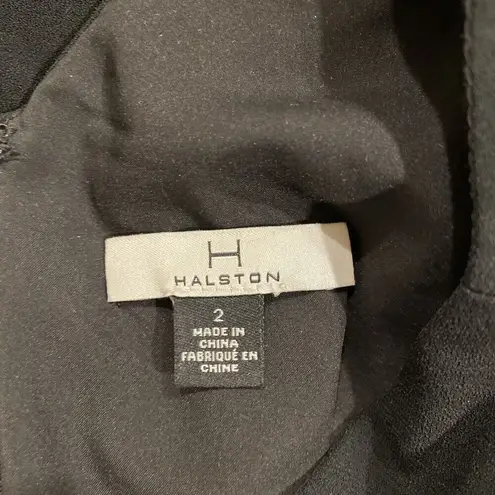 H
HALSTON
2
MADE IN
CHINA
FABRIQUÉ EN
CHINE